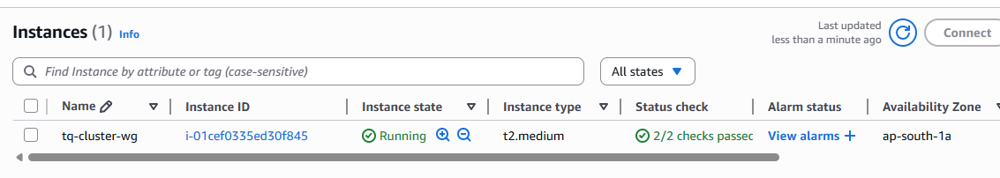 Instances (1) Info
Last updated
less than a minute ago
Connect
Find Instance by attribute or tag (case-sensitive)
All states
Name Instance ID Instance state Instance type Status check Alarm status Availability Zone
tq-cluster-wg i-01cef0335ed30f845 Running t2.medium 2/2 checks passec View alarms + ap-south-1a